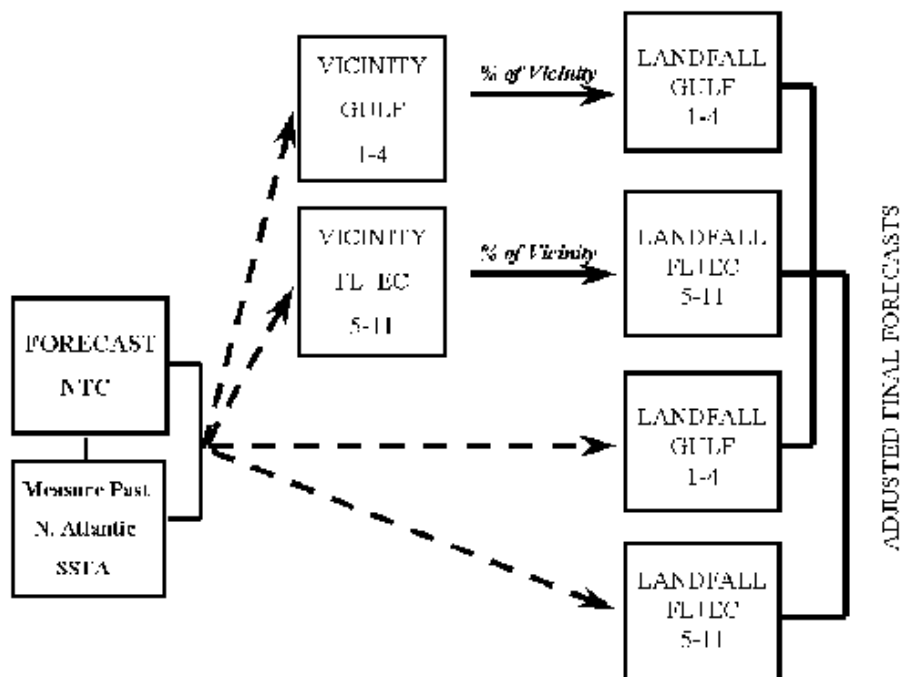 VICINITY
GULF
1-4
% of Vicinity
LANDFALL
GULF
1-4
VICINITY
FL EC
5-11
% of Vicinity
LANDFALL
FL+EC
5-11
FORECAST
NTC
Measure Past
N. Atlantic
SSTA
LANDFALL
GULF
1-4
LANDFALL
FL+EC
5-11
ADJUSTED FINAL FORECASTS